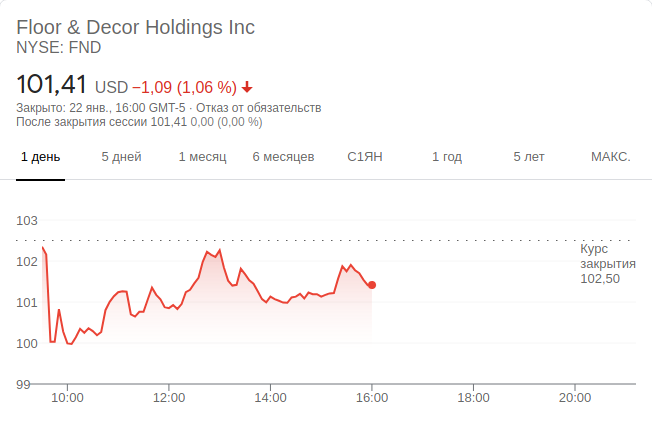 Floor & Decor Holdings Inc
NYSE: FND
101,41 USD −1,09 (1,06 %)
Закрыто: 22 янв., 16:00 GMT-5 · Отказ от обязательств
После закрытия сессии 101,41 0,00 (0,00 %)
1 день 5 дней 1 месяц 6 месяцев С1ЯН 1 год 5 лет МАКС.
103
102
101
100
99
Курс
закрытия
102,50
10:00 12:00 14:00 16:00 18:00 20:00